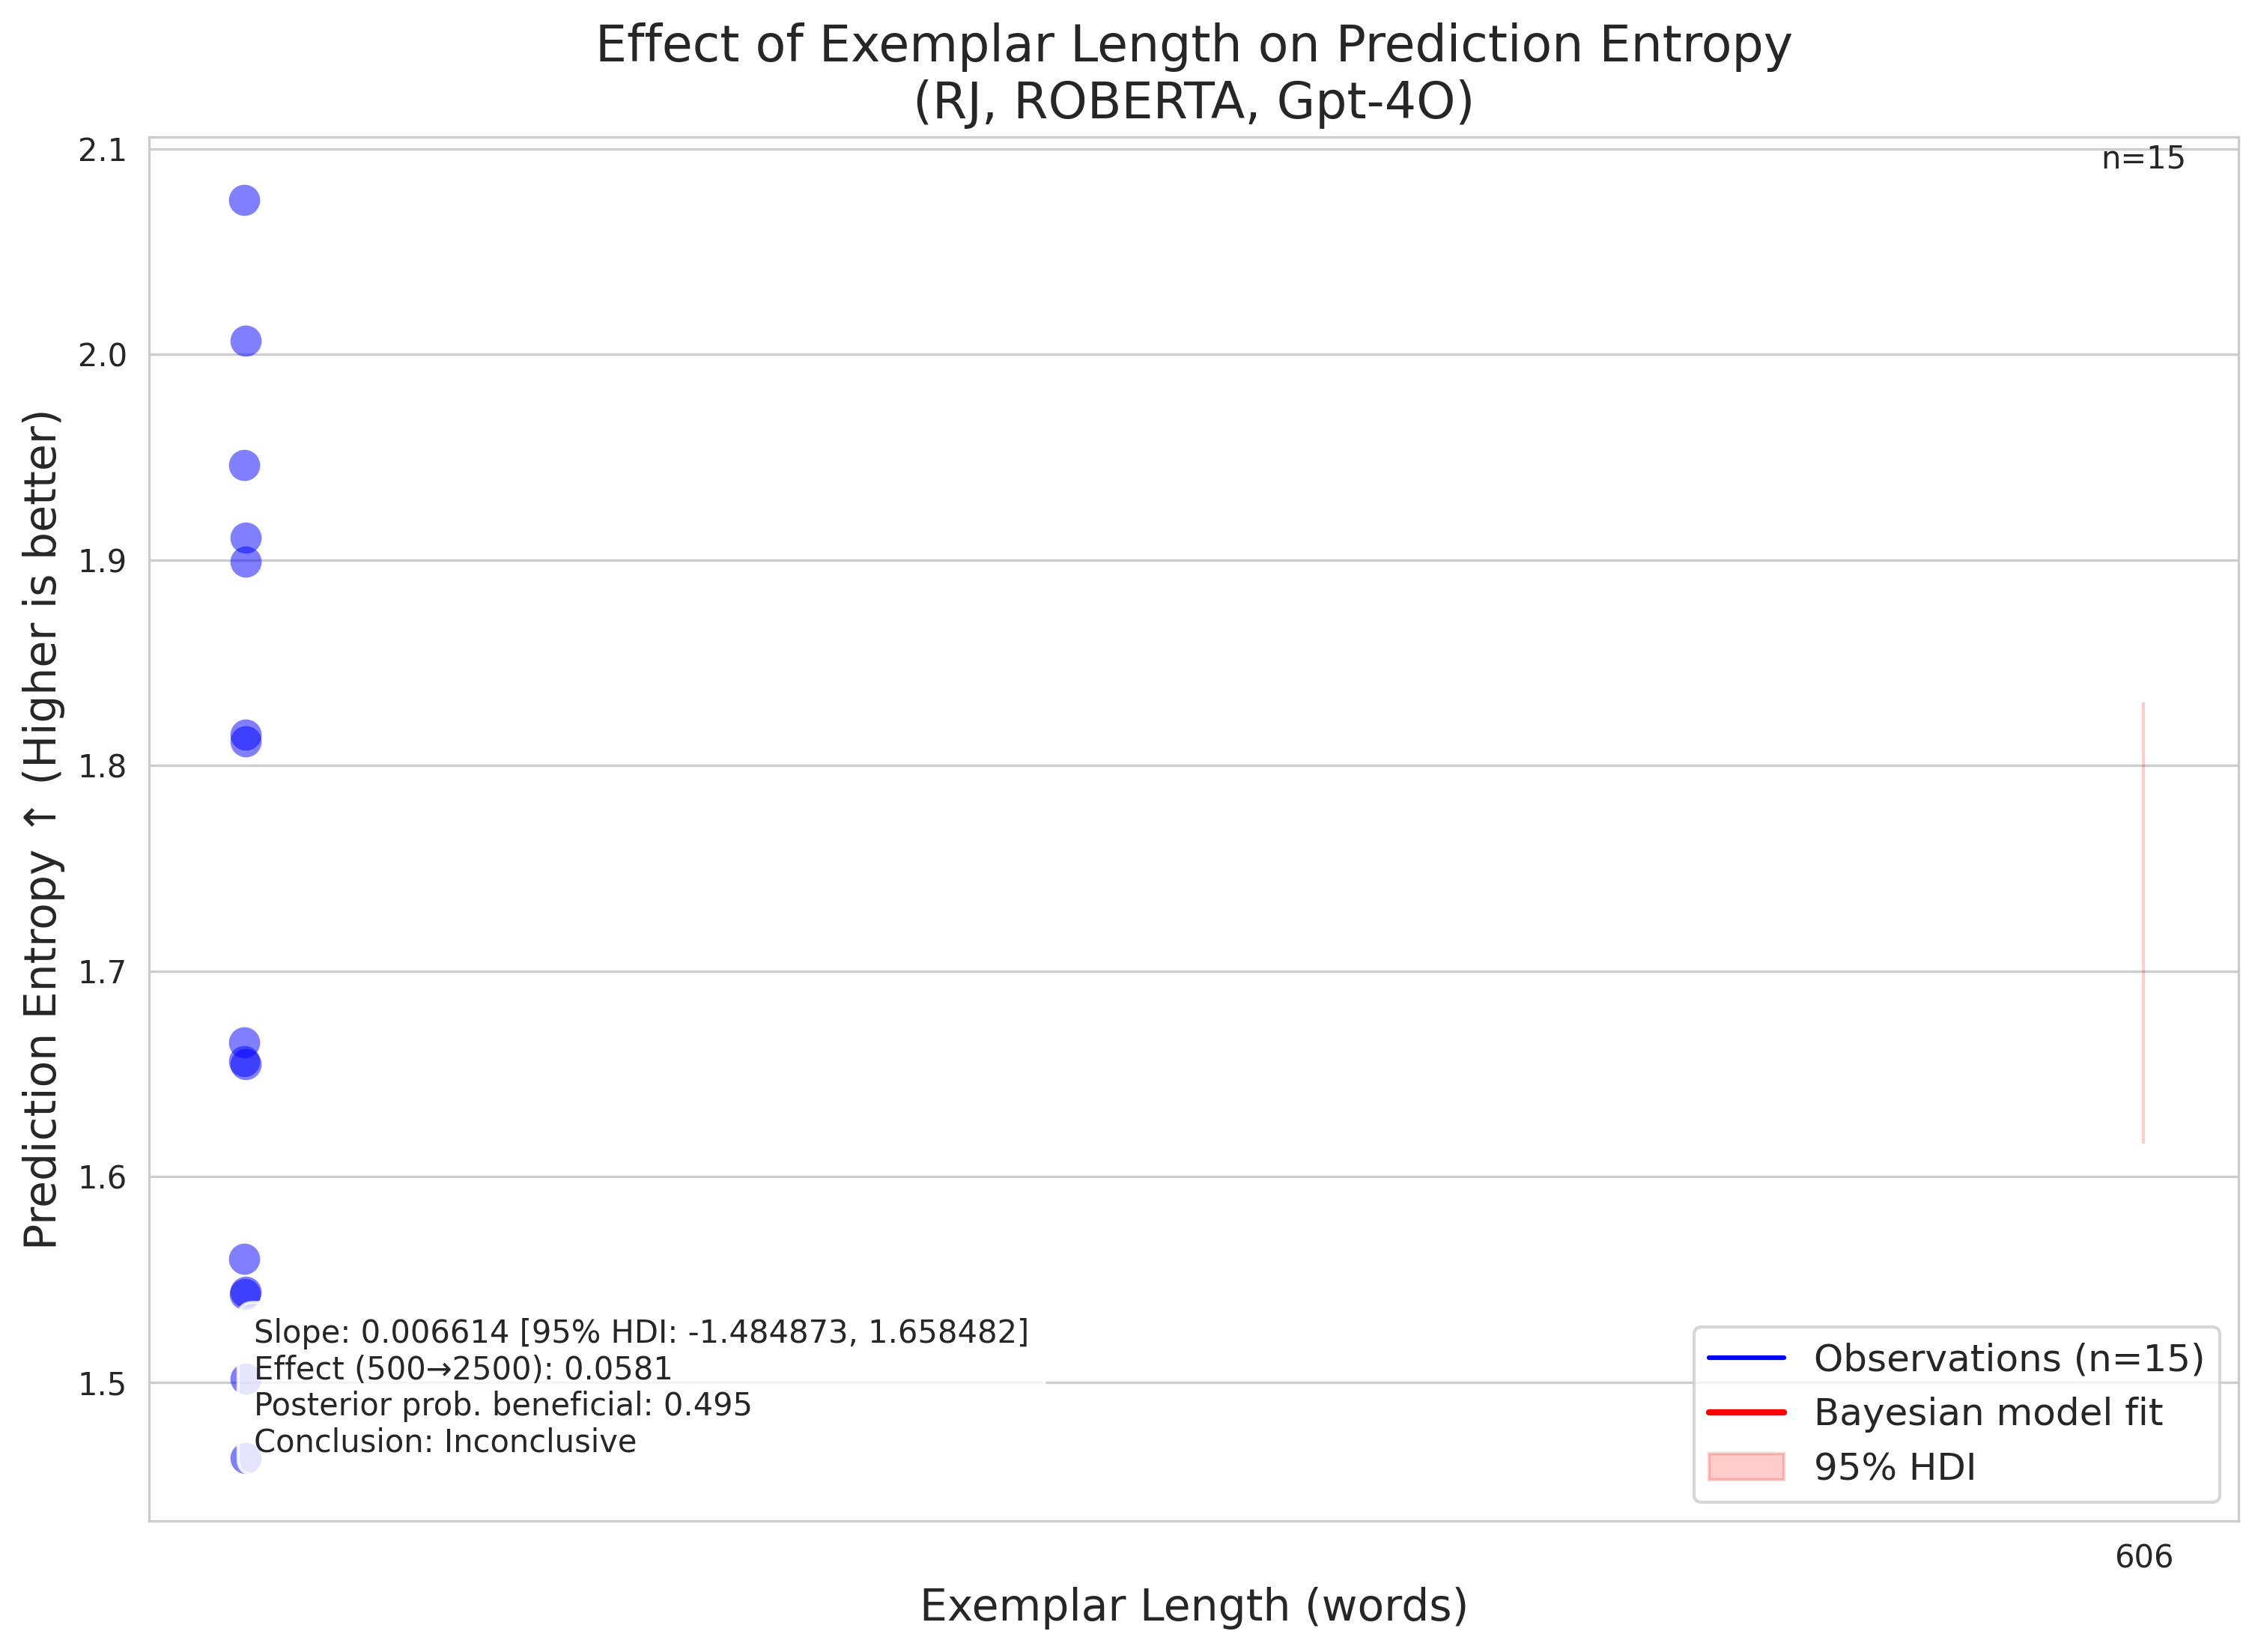 Effect of Exemplar Length on Prediction Entropy
(RJ, ROBERTA, Gpt-4O)
Prediction Entropy ↑ (Higher is better)
2.1
2.0
1.9
1.8
1.7
1.6
1.5
n=15
Slope: 0.006614 [95% HDI: -1.484873, 1.658482]
Effect (500→2500): 0.0581
Posterior prob. beneficial: 0.495
Conclusion: Inconclusive
Observations (n=15)
Bayesian model fit
95% HDI
606
Exemplar Length (words)